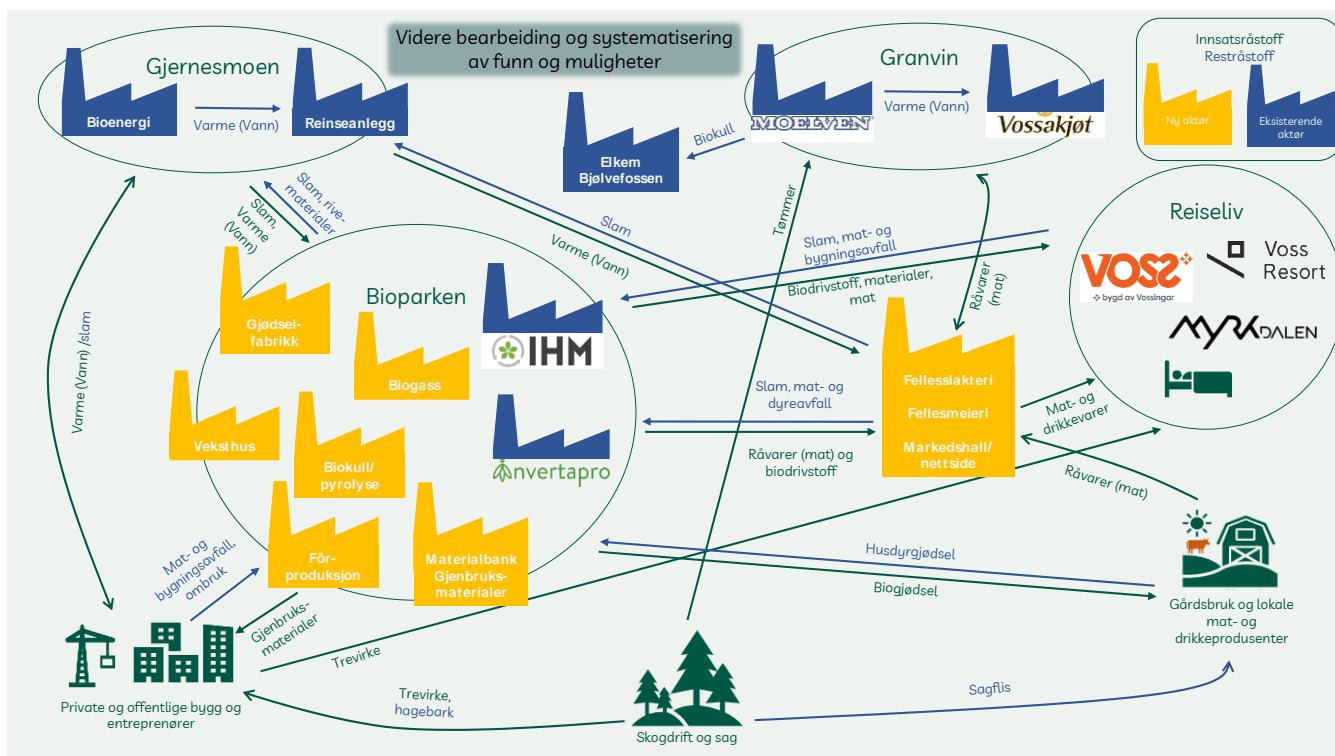 Videre bearbeiding og systematisering
av funn og muligheter
Gjernesmoen
Bioenergi
Varme (Vann)
Reinseanlegg
Granvin
MOELVEN
Varme (Vann)
Vossakjøt
Innsatsråstoff
Restråstoff
Ny aktør
Eksisterende
aktør
Biokull
Elkem
Bjølvefossen
Slam, rive-
materialer
Slam,
Varme
(Vann)
Slam
Varme (Vann)
Tømmer
Slam, mat- og
bygningsavfall
Biodrivstoff, materialer,
mat
Råvarer
(mat)
Reiseliv
VOSS
bygd av Vossingar
Voss
Resort
MYRKDALEN
Bioparken
Gjødsel-
fabrikk
Biogass
IHM
Veksthus
Biokull/
pyrolyse
invertapro
Fôr-
produksjon
Materialbank
Gjenbruks-
materialer
Varme (Vann) /slam
Slam, mat- og
dyreavfall
Råvarer (mat) og
biodrivstoff
Fellesslakteri
Fellesmeieri
Markedshall/
nettside
Mat- og
drikkevarer
Råvarer (mat)
Mat- og
bygningsavfall,
ombruk
Gjenbruks-
materialer
Husdyrgjødsel
Biogjødsel
Gårdsbruk og lokale
mat- og
drikkeprodusenter
Trevirke
Private og offentlige bygg og
entreprenører
Trevirke,
hagebark
Skogdrift og sag
Sagflis